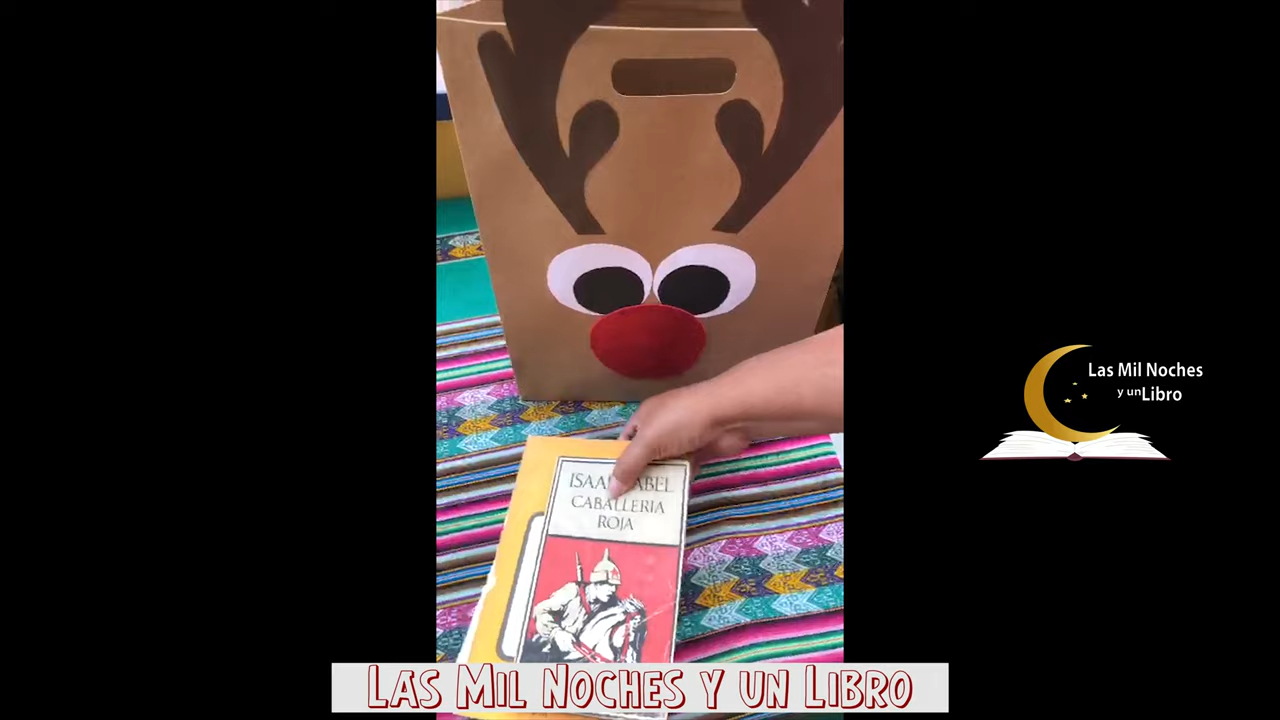 CABALLERIA
ROJA
Las Mil Noches
y un Libro
LAS MIL NOCHES Y UN LIBRO